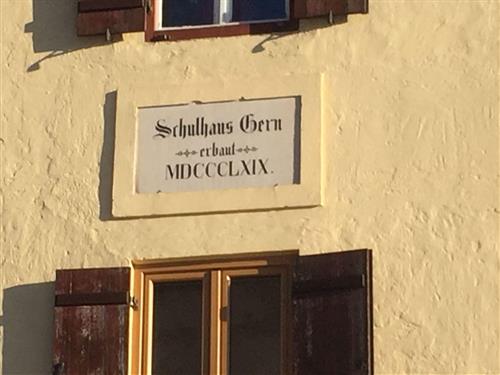 Schulhaus Gern
erbaut
MDCCCLXIX.